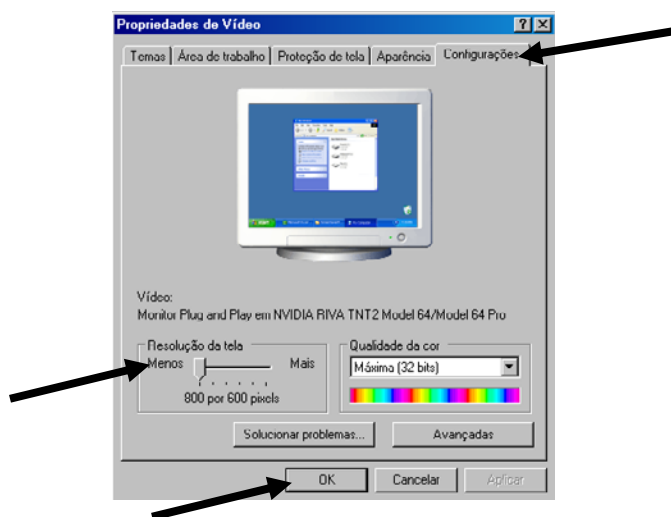 Propriedades de Vídeo
Temas Área de trabalho Proteção de tela Aparência Configurações
Vídeo:
Monitor Plug and Play em NVIDIA RIVA TNT2 Model 64/Model 64 Pro
Resolução da tela
Menos Mais
800 por 600 pixels
Qualidade da cor
Máxima (32 bits)
Solucionar problemas... Avançadas
OK Cancelar Aplicar